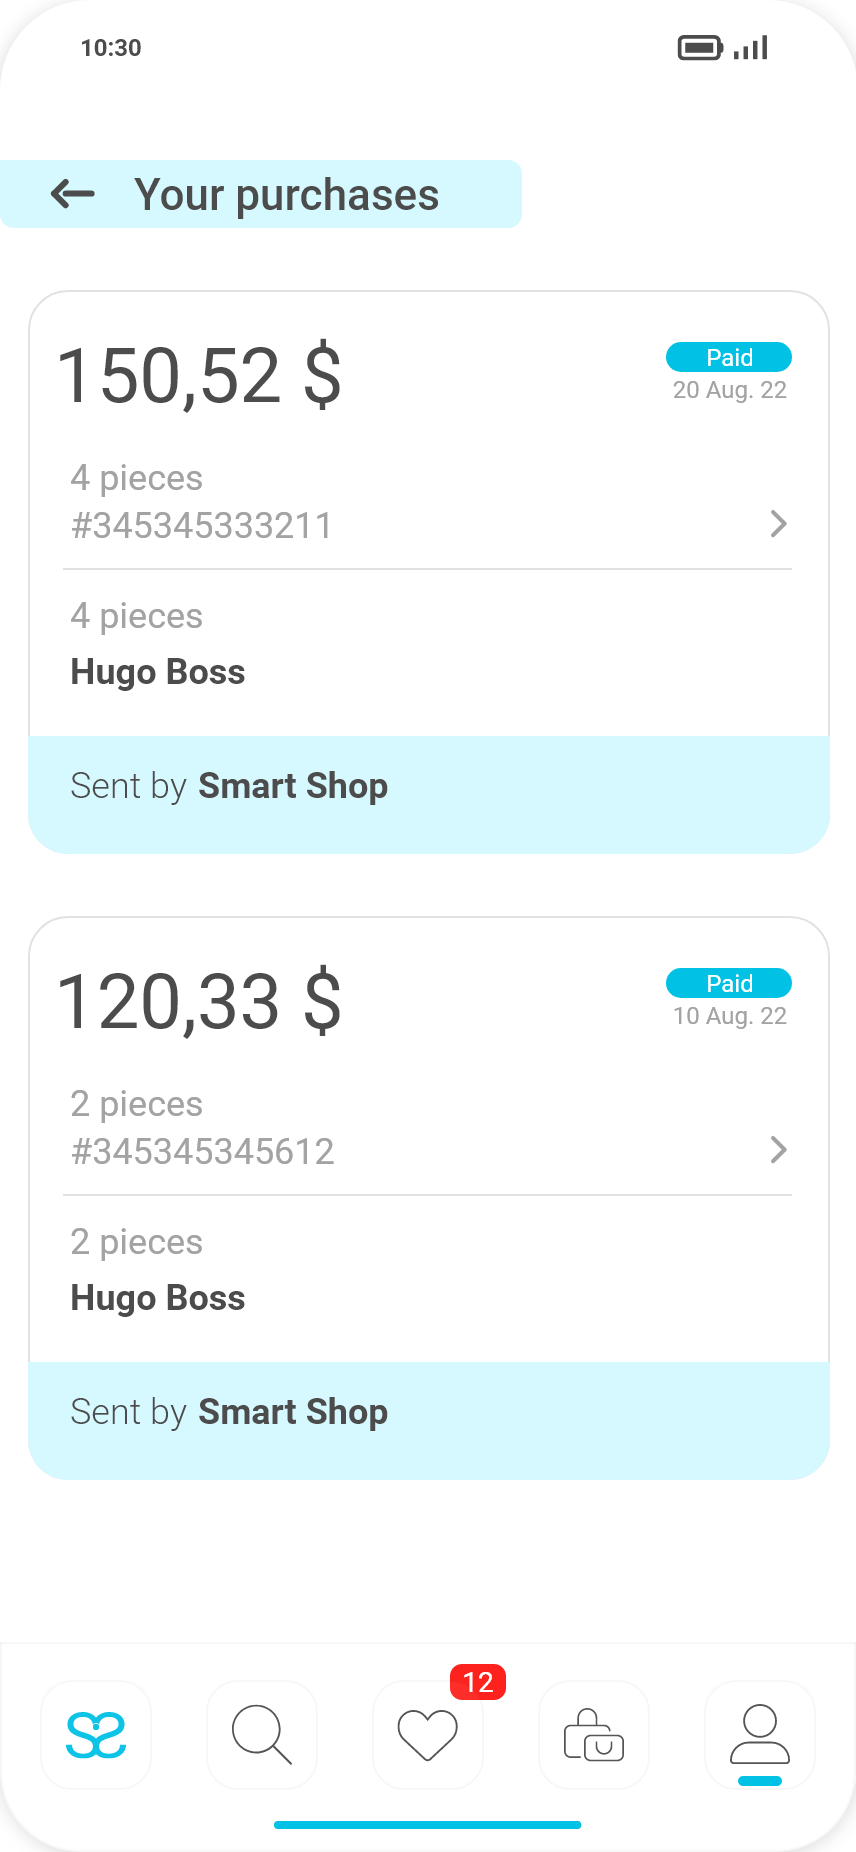 10:30
Your purchases
150,52 $
Paid
20 Aug. 22
4 pieces
#345345333211
4 pieces
Hugo Boss
Sent by Smart Shop
120,33 $
Paid
10 Aug. 22
2 pieces
#345345345612
2 pieces
Hugo Boss
Sent by Smart Shop
12